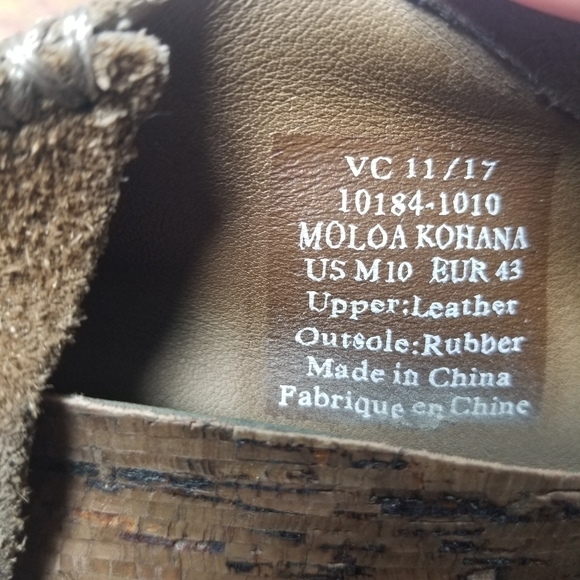 VC 11/17
10184-1010
MOLOA KOHANA
US M10 EUR 43
Upper:Leather
Outsole:Rubber
Made in China
Fabrique en Chine